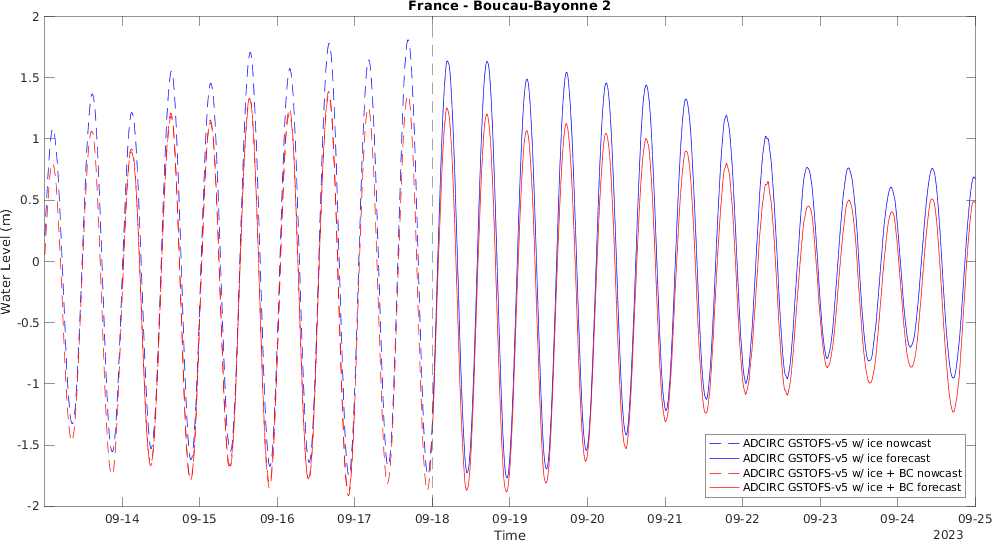 France - Boucau-Bayonne 2
2
1.5
1
0.5
0
-0.5
-1
-1.5
-2
Water Level (m)
ADCIRC GSTOFS-v5 w/ ice nowcast
ADCIRC GSTOFS-v5 w/ ice forecast
ADCIRC GSTOFS-v5 w/ ice + BC nowcast
ADCIRC GSTOFS-v5 w/ ice + BC forecast
09-14 09-15 09-16 09-17 09-18 09-19 09-20 09-21 09-22 09-23 09-24 09-25
Time
2023